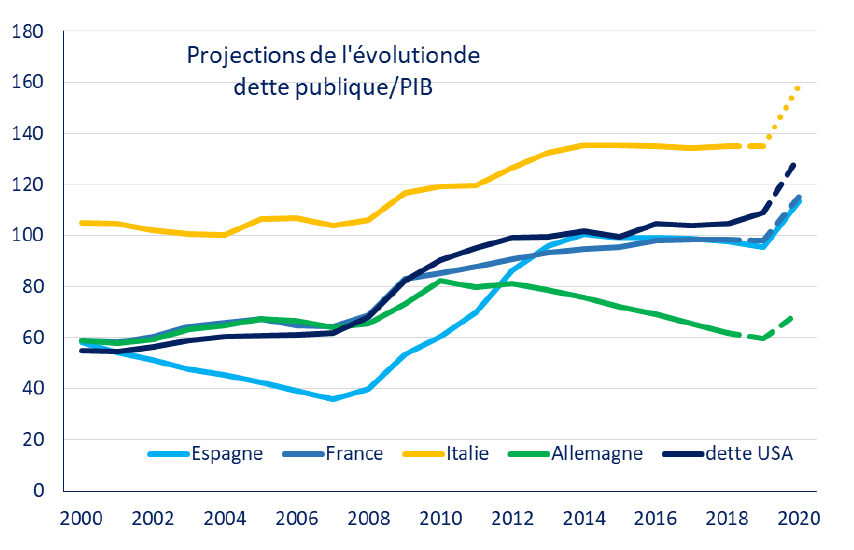 Projections de l'évolutionde
dette publique/PIB
180
160
140
120
100
80
60
40
20
0
Espagne France Italie Allemagne dette USA
2000 2002 2004 2006 2008 2010 2012 2014 2016 2018 2020